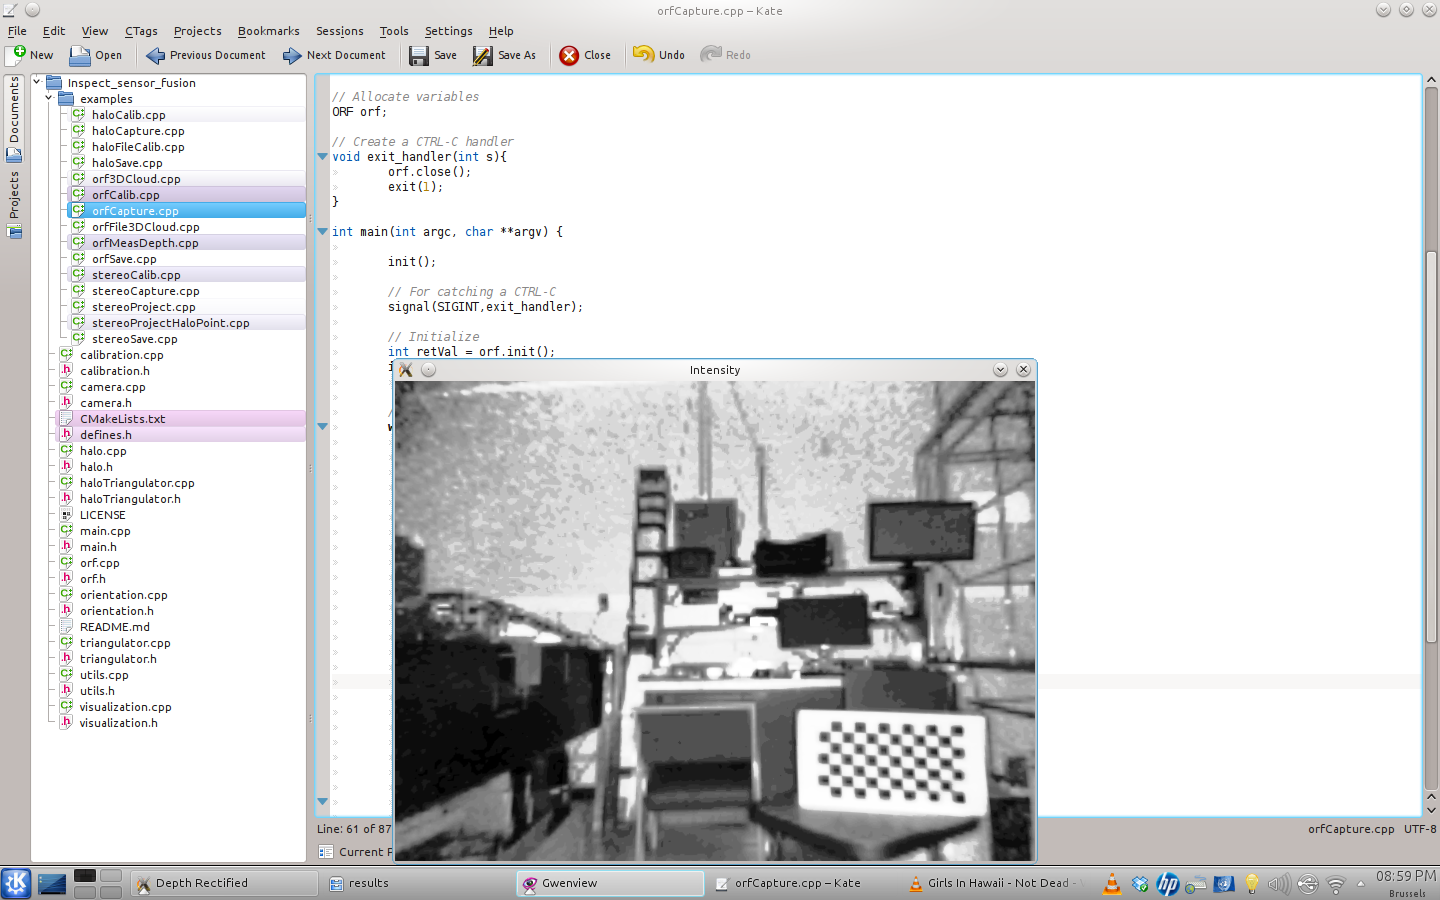 orfCapture.cpp – Kate
File Edit View CTags Projects Bookmarks Sessions Tools Settings Help
New Open Previous Document Next Document Save Save As Close Undo Redo
Documents
Projects
Inspect_sensor_fusion
examples
haloCalib.cpp
haloCapture.cpp
haloFileCalib.cpp
haloSave.cpp
orf3DCloud.cpp
orfCalib.cpp
orfCapture.cpp
orfFile3DCloud.cpp
orfMeasDepth.cpp
orfSave.cpp
stereoCalib.cpp
stereoCapture.cpp
stereoProject.cpp
stereoProjectHaloPoint.cpp
stereoSave.cpp
calibration.cpp
calibration.h
camera.cpp
camera.h
CMakeLists.txt
defines.h
halo.cpp
halo.h
haloTriangulator.cpp
haloTriangulator.h
LICENSE
main.cpp
main.h
orf.cpp
orf.h
orientation.cpp
orientation.h
README.md
triangulator.cpp
triangulator.h
utils.cpp
utils.h
visualization.cpp
visualization.h
// Allocate variables
ORF orf;
// Create a CTRL-C handler
void exit_handler(int s){
orf.close();
exit(1);
}
int main(int argc, char **argv) {
init();
// For catching a CTRL-C
signal(SIGINT,exit_handler);
// Initialize
int retVal = orf.init();
Intensity
Line: 61 of 87
orfCapture.cpp UTF-8
Current P
Depth Rectified
results
Gwenview
orfCapture.cpp – Kate
Girls In Hawaii - Not Dead -
hp
08:59 PM
Brussels